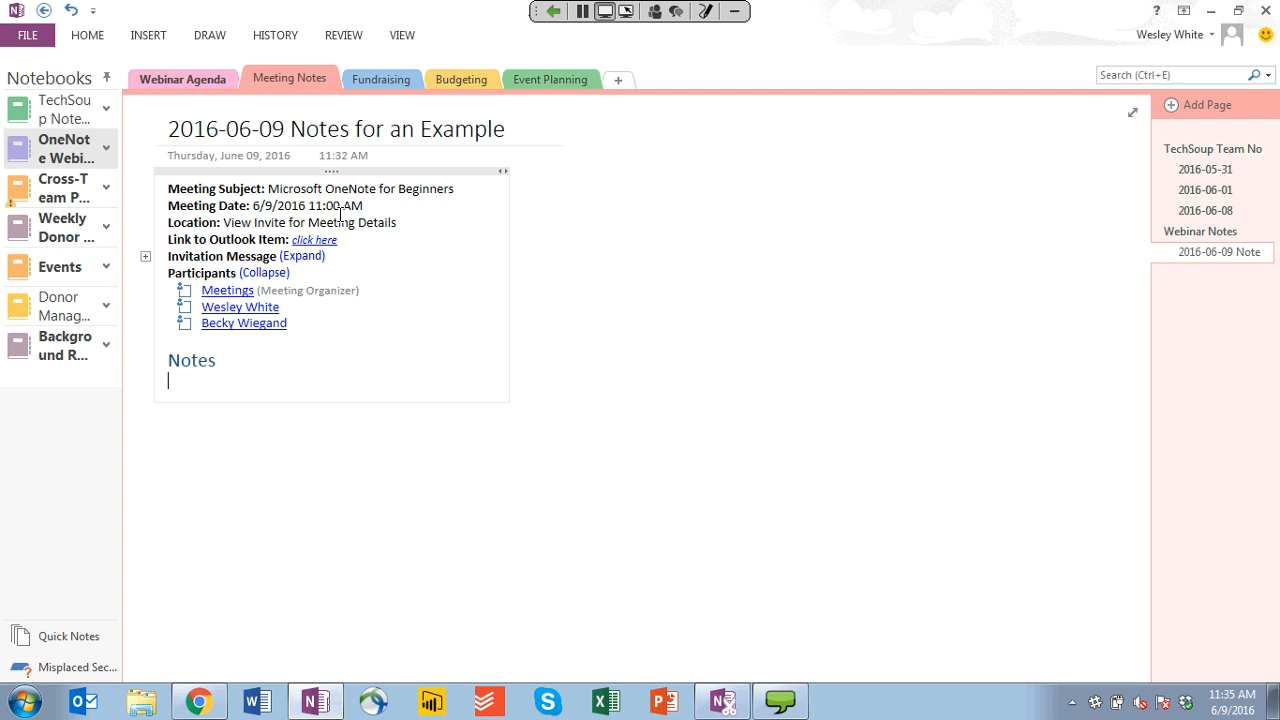 Wesley White
FILE HOME INSERT DRAW HISTORY REVIEW VIEW
Notebooks
Webinar Agenda Meeting Notes Fundraising Budgeting Event Planning
Search (Ctrl+E)
TechSou
p Note...
OneNot
e Webi...
Cross-T
eam P...
Weekly
Donor ...
Events
Donor
Manag...
Backgro
und R...
Quick Notes
Misplaced Sec...
2016-06-09 Notes for an Example
Thursday, June 09, 2016 11:32 AM
Meeting Subject: Microsoft OneNote for Beginners
Meeting Date: 6/9/2016 11:00 AM
Location: View Invite for Meeting Details
Link to Outlook Item: click here
Invitation Message (Expand)
Participants (Collapse)
Meetings (Meeting Organizer)
Wesley White
Becky Wiegand
Notes
Add Page
TechSoup Team No
2016-05-31
2016-06-01
2016-06-08
Webinar Notes
2016-06-09 Note
11:35 AM
6/9/2016